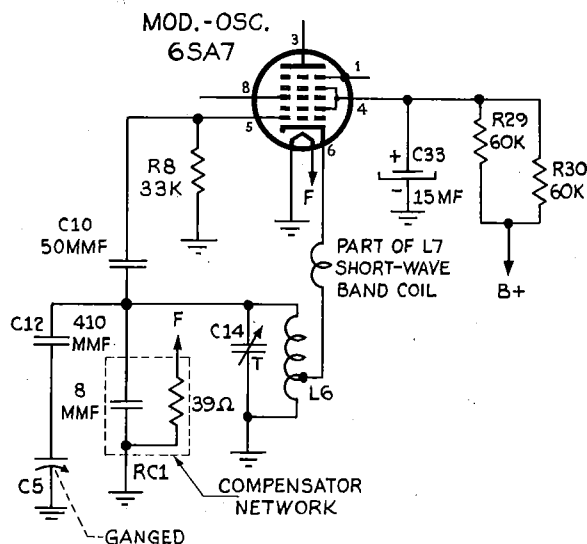 MOD.-OSC.
6SA7
3
1
8
4
5
6
R8
33K
F
+
C33
-
15MF
R29
60K
R30
60K
B+
C10
50MMF
PART OF L7
SHORT-WAVE
BAND COIL
C12
410
MMF
F
C14
T
L6
8
MMF
39Ω
RC1
C5
COMPENSATOR
NETWORK
GANGED